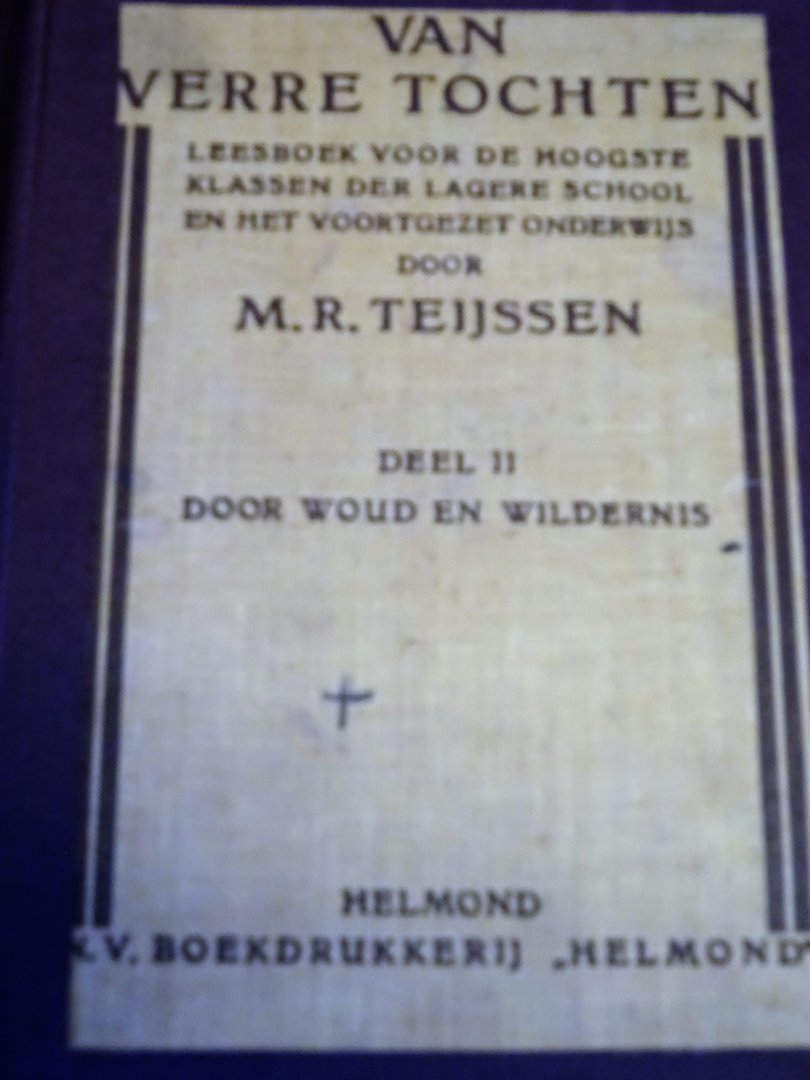 VAN
VERRE TOCHTEN
LEESBOEK VOOR DE HOOGSTE
KLASSEN DER LAGERE SCHOOL
EN HET VOORTGEZET ONDERWIJS
DOOR
M. R. TEIJSSEN
DEEL II
DOOR WOUD EN WILDERNIS
HELMOND
N. V. BOEKDRUKKERIJ „HELMOND"